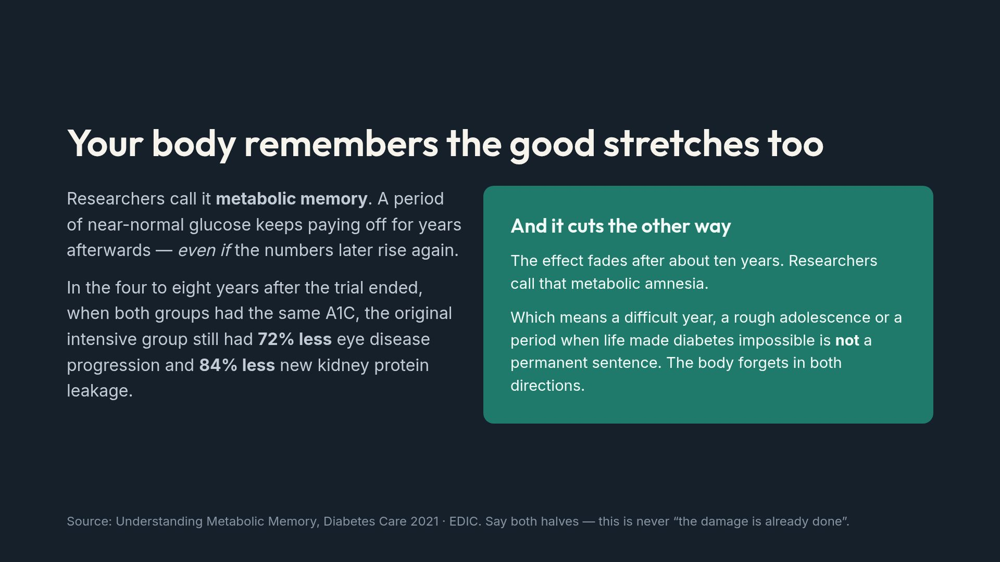 Your body remembers the good stretches too
Researchers call it metabolic memory. A period
of near-normal glucose keeps paying off for years
afterwards — even if the numbers later rise again.
In the four to eight years after the trial ended,
when both groups had the same A1C, the original
intensive group still had 72% less eye disease
progression and 84% less new kidney protein
leakage.
And it cuts the other way
The effect fades after about ten years. Researchers
call that metabolic amnesia.
Which means a difficult year, a rough adolescence or a
period when life made diabetes impossible is not a
permanent sentence. The body forgets in both
directions.
Source: Understanding Metabolic Memory, Diabetes Care 2021 · EDIC. Say both halves — this is never “the damage is already done”.